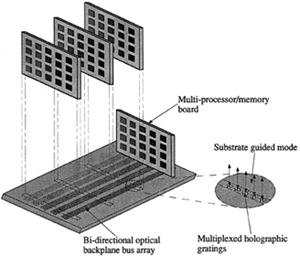 Multi-processor/memory
board
Substrate guided mode
Bi-directional optical
backplane bus array
Multiplexed holographic
gratings